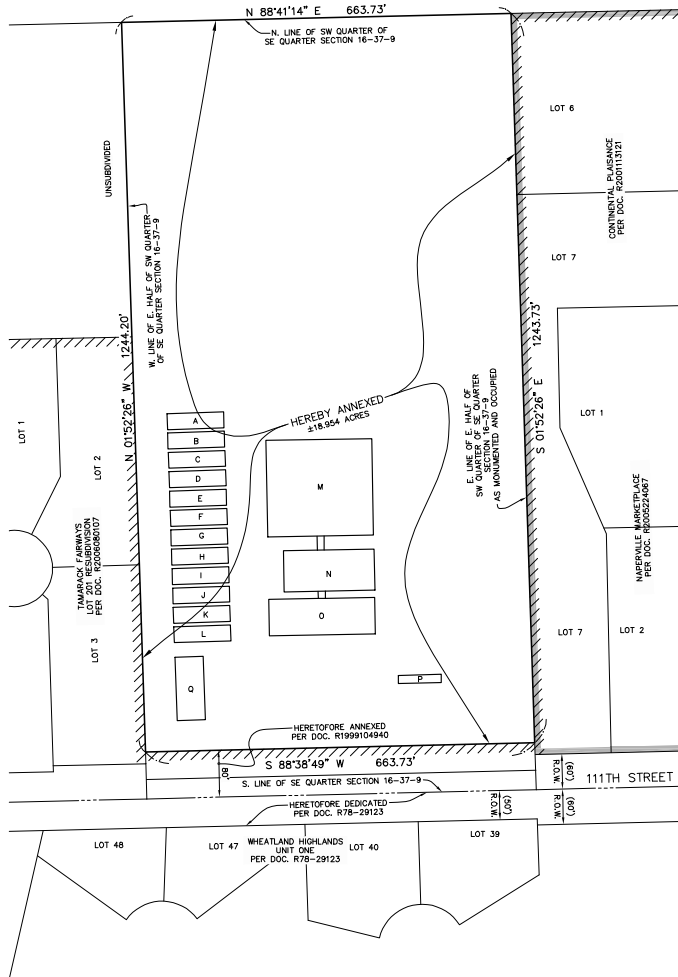 N 88°41'14" E 663.73'
N. LINE OF SW QUARTER OF
SE QUARTER SECTION 16-37-9
UNSUBDIVIDED
W. LINE OF E. HALF OF SW QUARTER
OF SE QUARTER SECTION 16-37-9
N 01°52'26" W 1244.20'
LOT 6
CONTINENTAL PLAISANCE
PER DOC. R2001113121
LOT 7
S 01°52'26" E 1243.73'
E. LINE OF E. HALF OF
SW QUARTER OF SE QUARTER
SECTION 16-37-9
AS MONUMENTED AND OCCUPIED
HEREBY ANNEXED
±18.954 ACRES
LOT 1
LOT 2
TAMARACK FAIRWAYS
LOT 201 RESUBDIVISION
PER DOC. R2006080107
LOT 3
A
B
C
D
E
F
G
H
I
J
K
L
M
N
O
P
Q
LOT 1
NAPERVILLE MARKETPLACE
PER DOC. R2005224067
LOT 7
LOT 2
HERETOFORE ANNEXED
PER DOC. R1999104940
80'
S 88°38'49" W 663.73'
S. LINE OF SE QUARTER SECTION 16-37-9
HERETOFORE DEDICATED
PER DOC. R78-29123
(50')
R.O.W.
(60')
R.O.W.
(60')
R.O.W.
111TH STREET
LOT 48
LOT 47
WHEATLAND HIGHLANDS
UNIT ONE
PER DOC. R78-29123
LOT 40
LOT 39